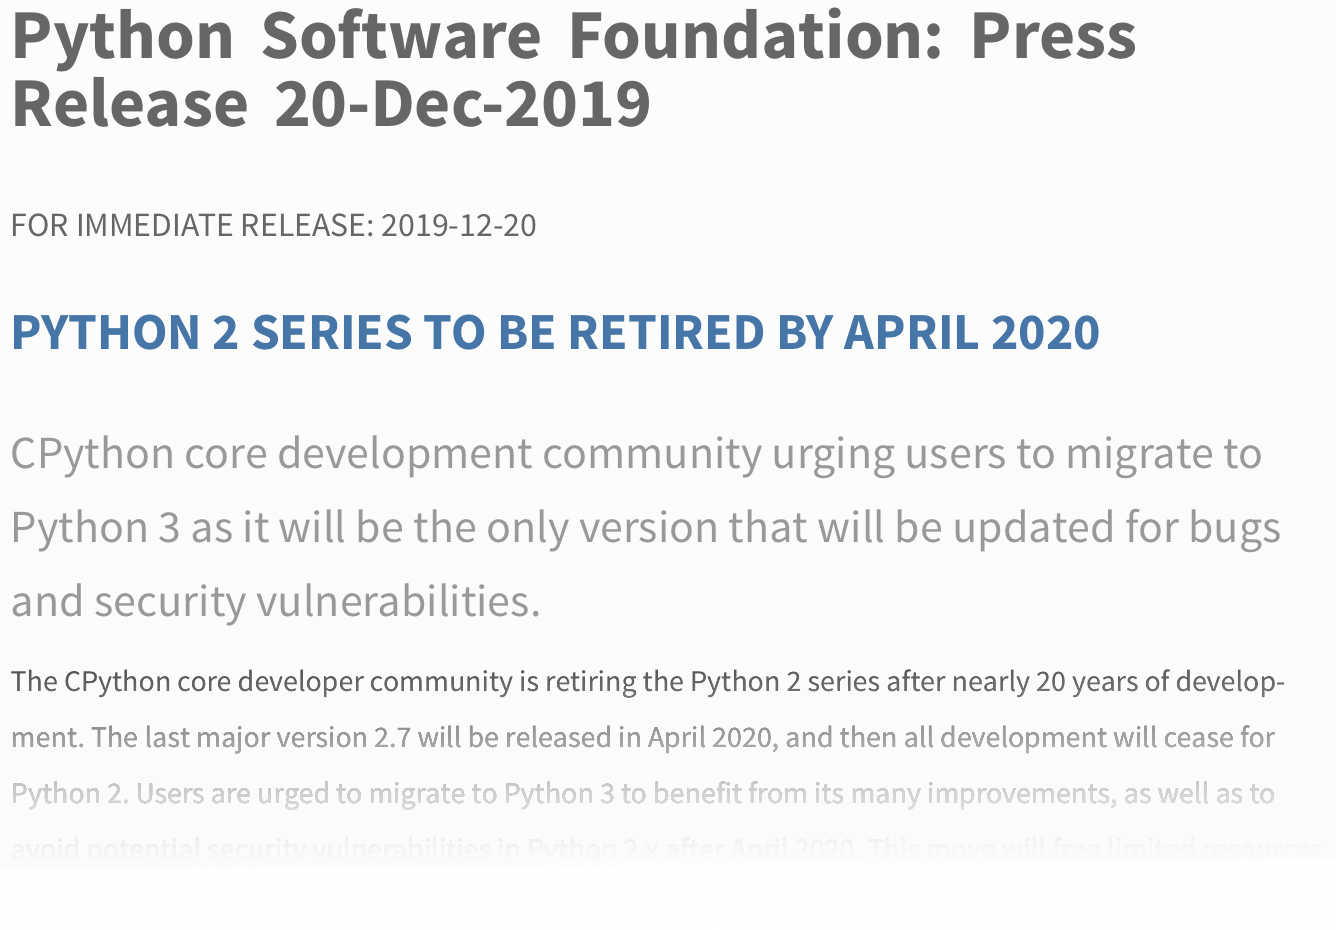 Python Software Foundation: Press
Release 20-Dec-2019
FOR IMMEDIATE RELEASE: 2019-12-20
PYTHON 2 SERIES TO BE RETIRED BY APRIL 2020
CPython core development community urging users to migrate to
Python 3 as it will be the only version that will be updated for bugs
and security vulnerabilities.
The CPython core developer community is retiring the Python 2 series after nearly 20 years of develop-
ment. The last major version 2.7 will be released in April 2020, and then all development will cease for
Python 2. Users are urged to migrate to Python 3 to benefit from its many improvements, as well as to
avoid potential security vulnerabilities in Python 2.x after April 2020. This move will free limited resources